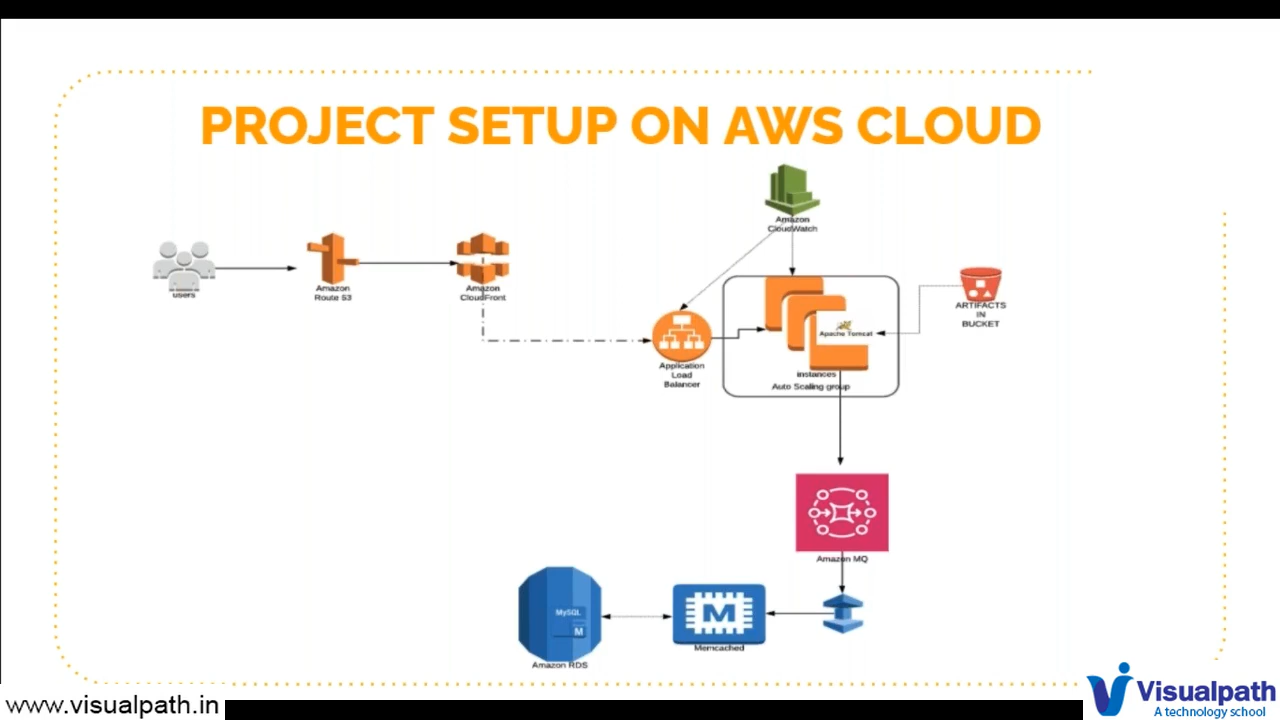 PROJECT SETUP ON AWS CLOUD
Amazon
CloudWatch
users
Amazon
Route 53
Amazon
CloudFront
Apache Tomcat
ARTIFACTS
IN
BUCKET
Application
Load
Balancer
instances
Auto Scaling group
Amazon MQ
MySQL
M
Amazon RDS
M
Memcached
www.visualpath.in
Visualpath
A technology school